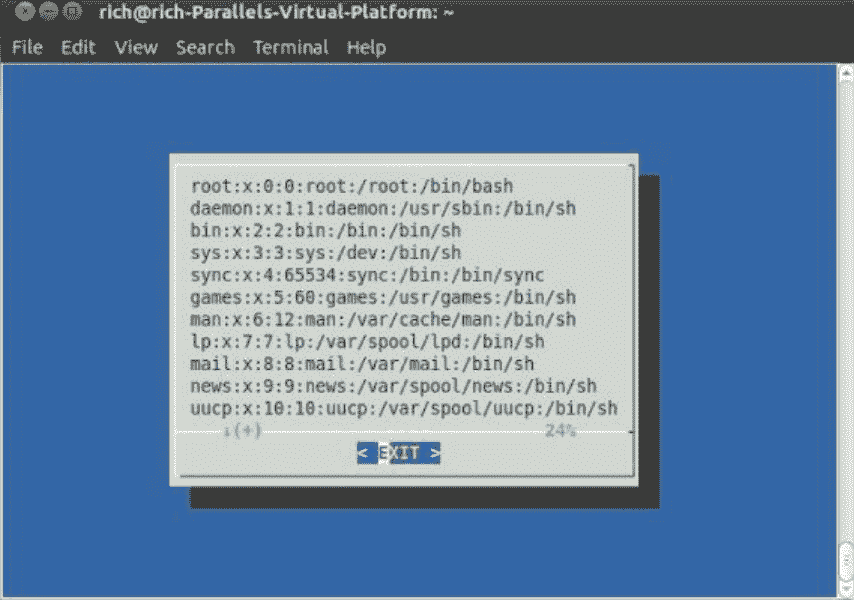 rich@rich-Parallels-Virtual-Platform: ~
File Edit View Search Terminal Help
root:x:0:0:root:/root:/bin/bash
daemon:x:1:1:daemon:/usr/sbin:/bin/sh
bin:x:2:2:bin:/bin:/bin/sh
sys:x:3:3:sys:/dev:/bin/sh
sync:x:4:65534:sync:/bin:/bin/sync
games:x:5:60:games:/usr/games:/bin/sh
man:x:6:12:man:/var/cache/man:/bin/sh
lp:x:7:7:lp:/var/spool/lpd:/bin/sh
mail:x:8:8:mail:/var/mail:/bin/sh
news:x:9:9:news:/var/spool/news:/bin/sh
uucp:x:10:10:uucp:/var/spool/uucp:/bin/sh
↓(+) 24%
< EXIT >